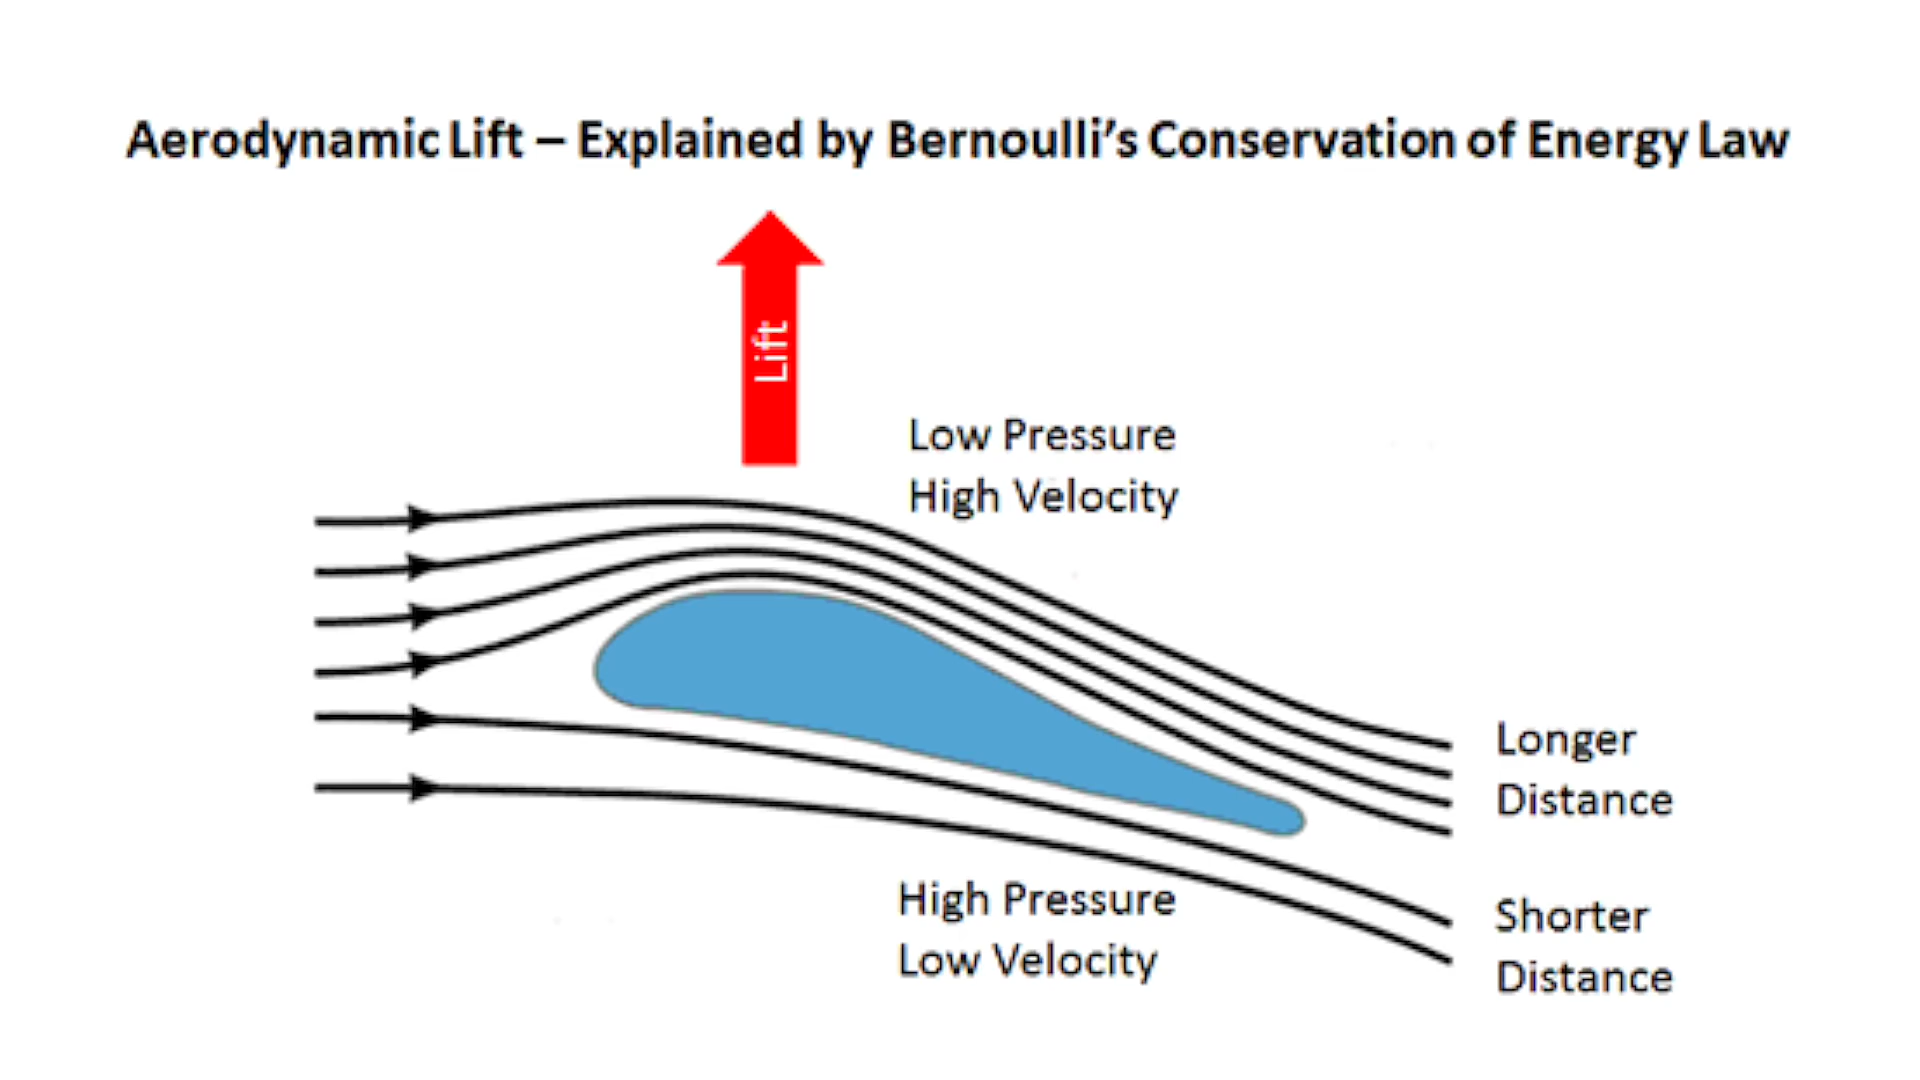 Aerodynamic Lift – Explained by Bernoulli's Conservation of Energy Law
Lift
Low Pressure
High Velocity
Longer
Distance
High Pressure
Low Velocity
Shorter
Distance